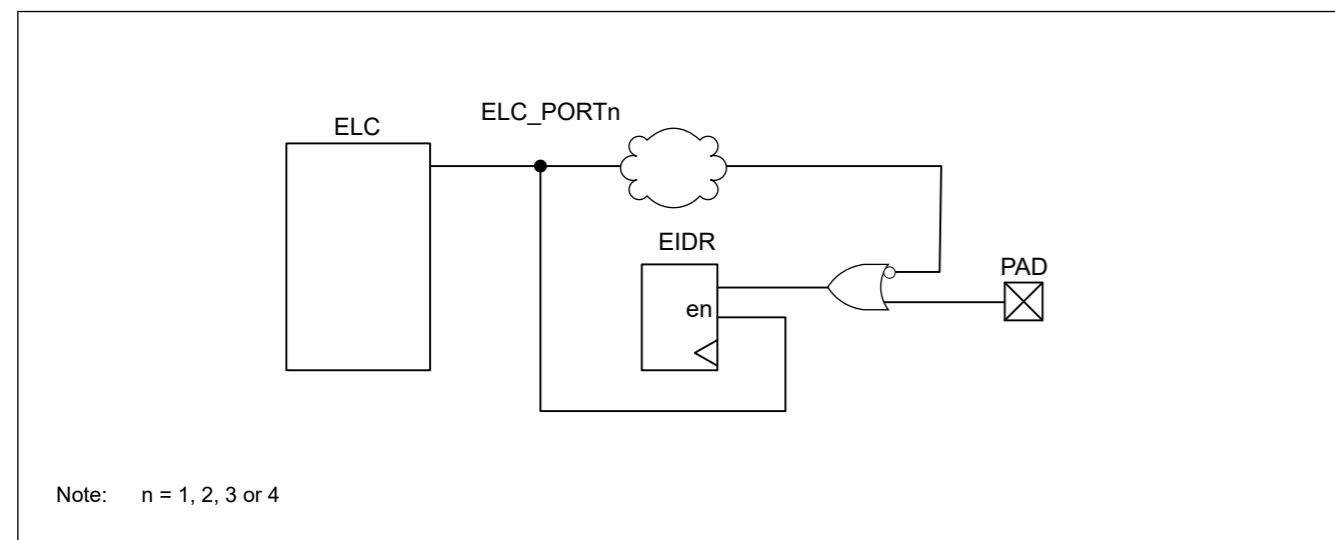 ELC_PORTn
ELC
EIDR
PAD
en
Note: n = 1, 2, 3 or 4